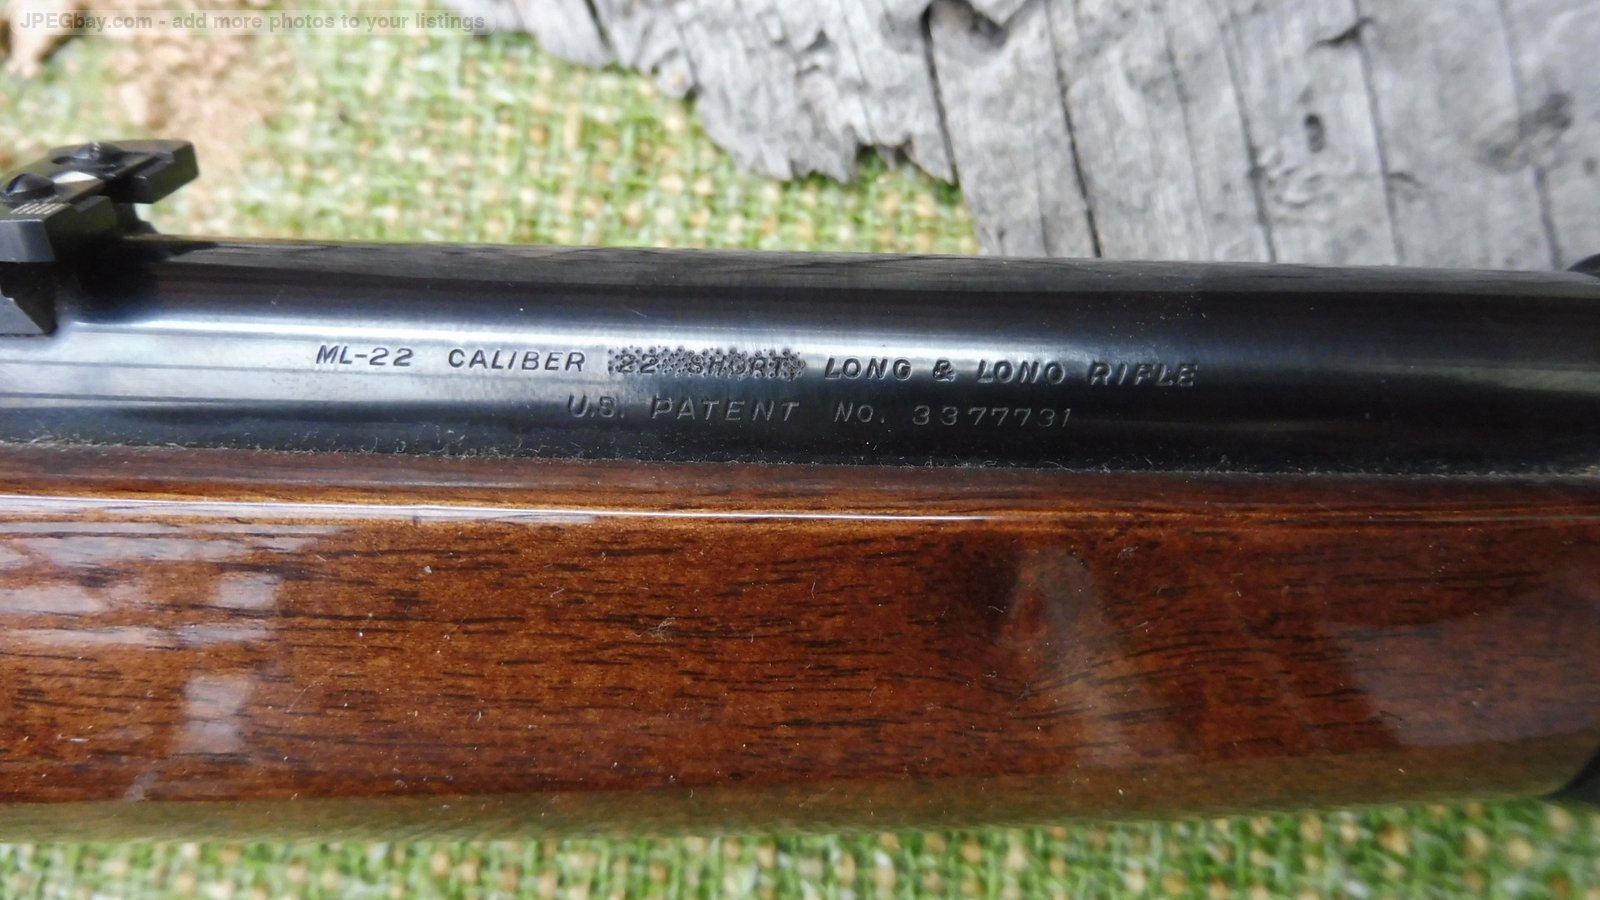 JPEGbay.com - add more photos to your listings
ML-22 CALIBER 22 SHORT LONG & LONG RIFLE
U.S. PATENT NO. 3377731